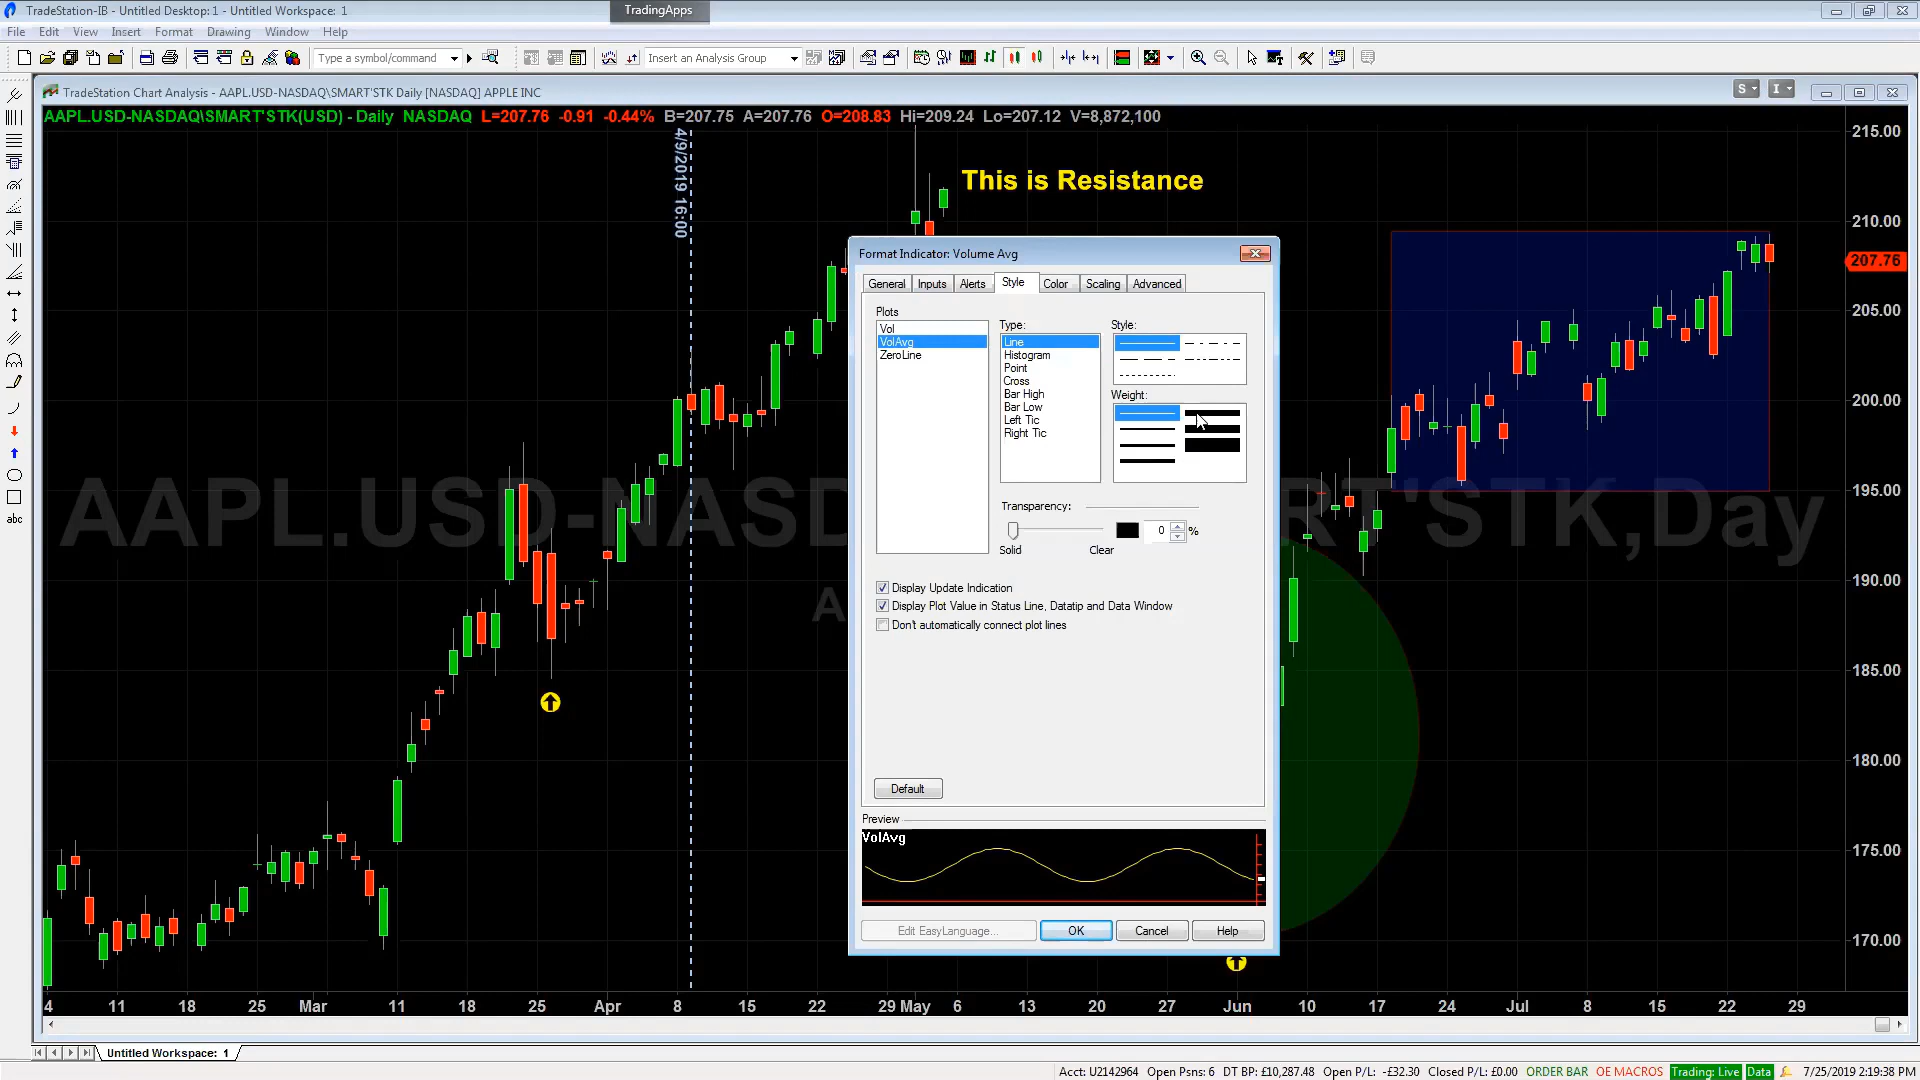 TradeStation-IB - Untitled Desktop: 1 - Untitled Workspace: 1
TradingApps
File Edit View Insert Format Drawing Window Help
Type a symbol/command
Insert an Analysis Group
TradeStation Chart Analysis - AAPL.USD-NASDAQ\SMART'STK Daily [NASDAQ] APPLE INC
S I
AAPL.USD-NASDAQ\SMART'STK(USD) - Daily NASDAQ L=207.76 -0.91 -0.44% B=207.75 A=207.76 O=208.83 Hi=209.24 Lo=207.12 V=8,872,100
4/9/2019 16:00
This is Resistance
215.00
210.00
207.76
205.00
200.00
195.00
190.00
185.00
180.00
175.00
170.00
Format Indicator: Volume Avg
General Inputs Alerts Style Color Scaling Advanced
Plots
Vol
VolAvg
ZeroLine
Type:
Line
Histogram
Point
Cross
Bar High
Bar Low
Left Tic
Right Tic
Style:
Weight:
Transparency:
0 %
Solid Clear
Display Update Indication
Display Plot Value in Status Line, Datatip and Data Window
Don't automatically connect plot lines
Default
Preview
VolAvg
Edit EasyLanguage...
OK Cancel Help
AAPL.USD-NASD
RT'STK,Day
A
abc
4 11 18 25 Mar 11 18 25 Apr 8 15 22 29 May 6 13 20 27 Jun 10 17 24 Jul 8 15 22 29
Untitled Workspace: 1
Acct: U2142964 Open Psns: 6 DT BP: £10,287.48 Open P/L: -£32.30 Closed P/L: £0.00 ORDER BAR OE MACROS Trading: Live Data 7/25/2019 2:19:38 PM